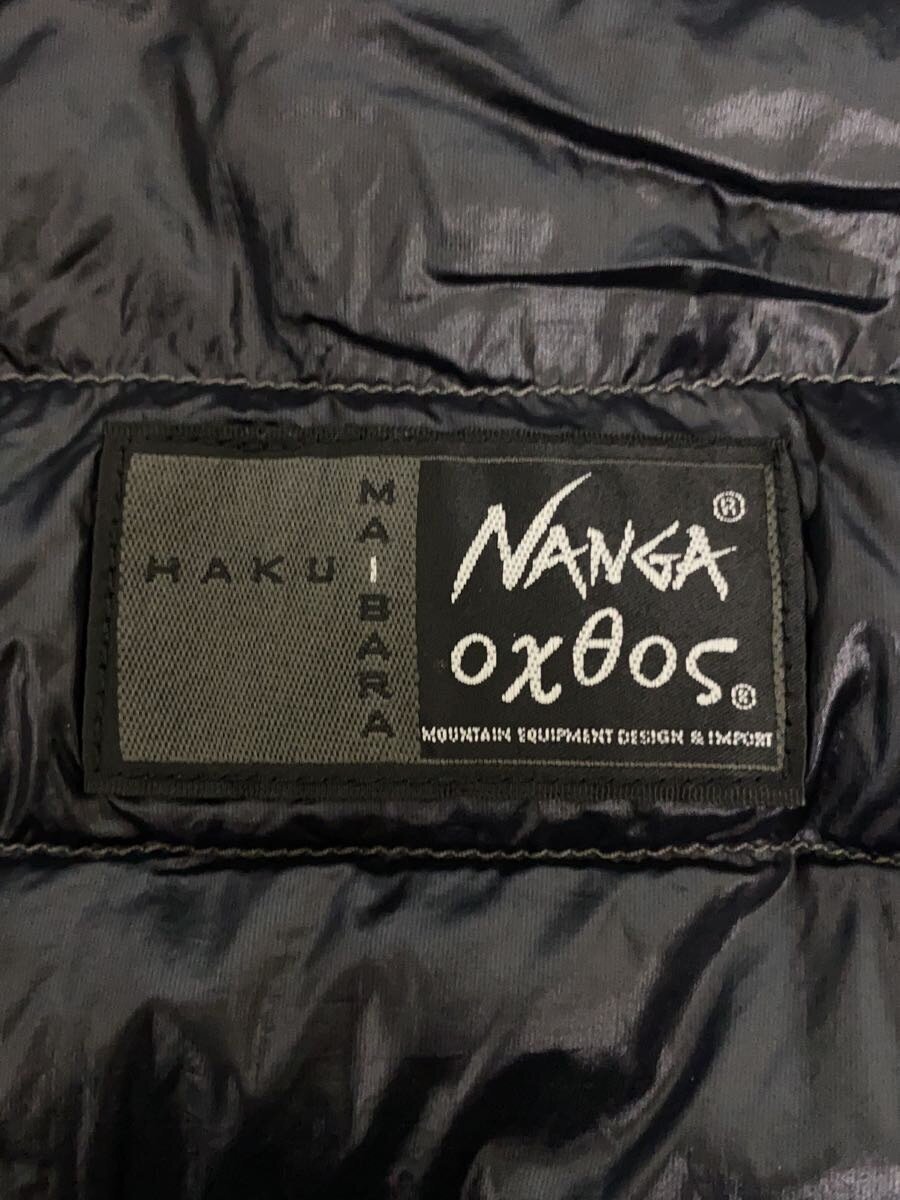 HAKU
MAIBARA
NANGA®
οχθος®
MOUNTAIN EQUIPMENT DESIGN & IMPORT